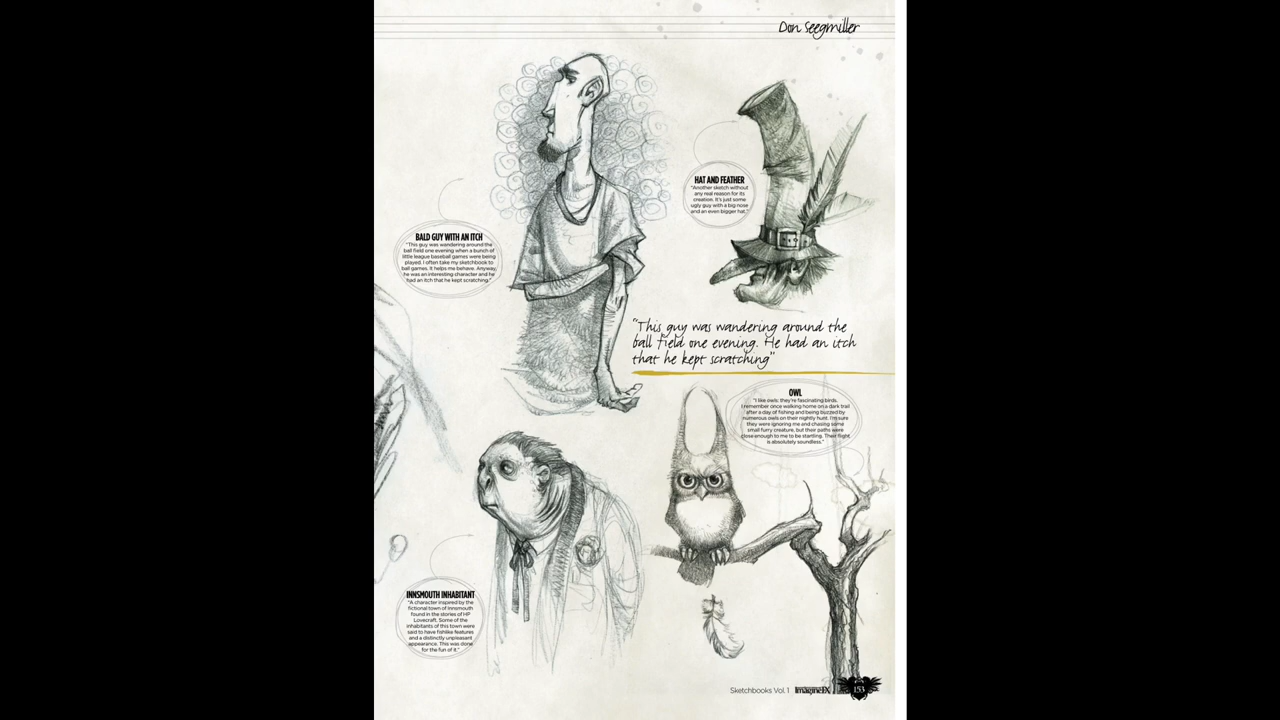 Don Seegmiller
HAT AND FEATHER
"Another sketch without
any real reason for its
creation. It's just some
ugly guy with a big nose
and an even bigger hat."
BALD GUY WITH AN ITCH
"This guy was wandering around the
ball field one evening when a bunch of
little league baseball games were being
played. I often take my sketchbook to
ball games. It helps me behave. Anyway,
he was an interesting character and he
had an itch that he kept scratching."
"This guy was wandering around the
ball field one evening. He had an itch
that he kept scratching"
OWL
"I like owls: they're fascinating birds.
I remember once walking home on a dark trail
after a day of fishing and being buzzed by
numerous owls on their nightly hunt. I'm sure
they were ignoring me and chasing some
small furry creature, but their paths were
close enough to me to be startling. Their flight
is absolutely soundless."
INNSMOUTH INHABITANT
"A character inspired by the
fictional town of Innsmouth
found in the stories of HP
Lovecraft. Some of the
inhabitants of this town were
said to have fishlike features
and a distinctly unpleasant
appearance. This was done
for the fun of it."
Sketchbooks Vol. 1 ImagineFX 153